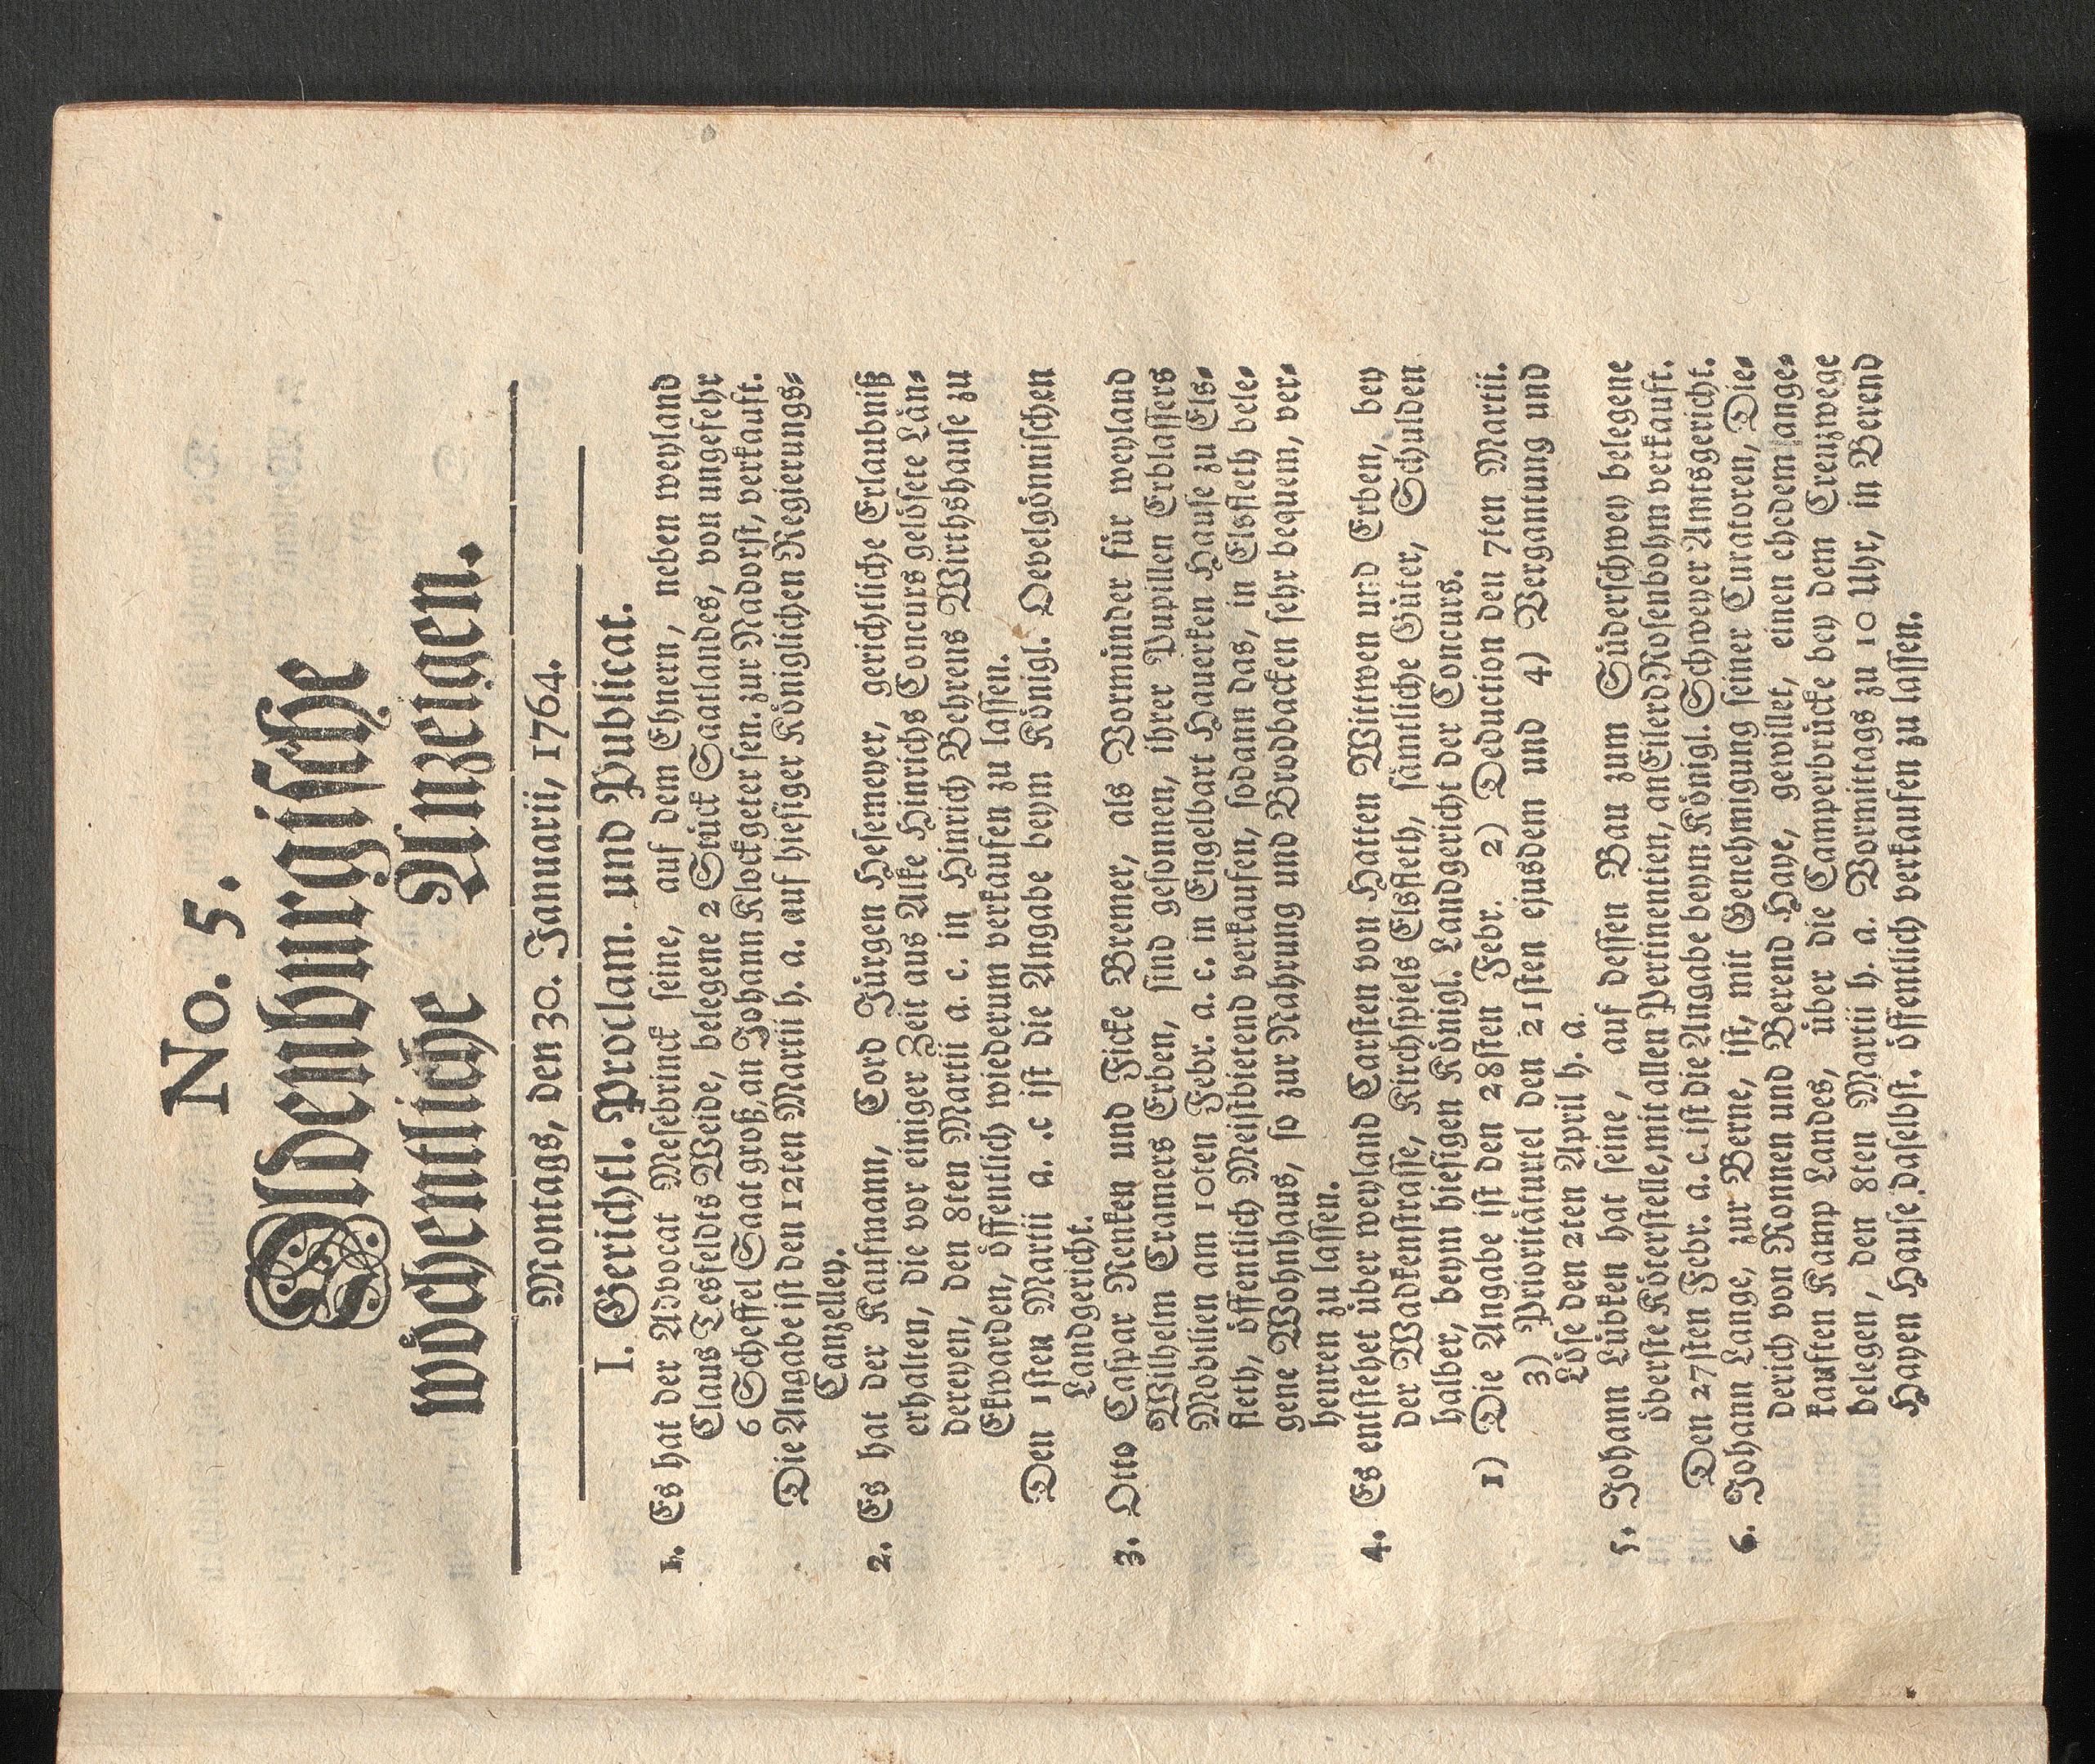 No. 5.
Oldenburgische
wöchentliche Anzeigen.
Montags, den 30. Januarii, 1764.
I. Gerichtl. Proclam. und Publicat.
1. Es hat der Advocat Mesebrinck seine, auf dem Ehnern, neben weyland
Claus Tesfeldts Weide, belegene 2 Stück Saatlandes, von ungefehr
6 Scheffel Saat groß, an Johann Klockgeter sen. zur Nadorst, verkauft.
Die Angabe ist den 12ten Martii h. a. auf hiesiger Königlichen Regierungs-
Canzelley.
2. Es hat der Kaufmann, Cord Jürgen Hesemeyer, gerichtliche Erlaubniß
erhalten, die vor einiger Zeit aus Alke Hinrichs Concurs gelösete Län-
dereyen, den 8ten Martii a. c. in Hinrich Behrens Wirthshause zu
Ekwarden, öffentlich wiederum verkaufen zu lassen.
Den 1sten Martii a. .c ist die Angabe beym Königl. Oevelgönnischen
Landgericht.
3. Otto Caspar Renken und Ficke Bremer, als Vormünder für weyland
Wilhelm Cramers Erben, sind gesonnen, ihrer Pupillen Erblassers
Mobilien am 10ten Febr. a. c. in Engelbart Hauerken Hause zu Els-
fleth, öffentlich Meistbietend verkaufen, sodann das, in Elsfleth bele-
gene Wohnhaus, so zur Nahrung und Brodbacken sehr bequem, ver-
heuren zu lassen.
4. Es entstehet über weyland Carsten von Hatten Wittwen und Erben, bey
der Wadkenstrasse, Kirchspiels Elsfleth, sämtliche Güter, Schulden
halber, beym hiesigen Königl. Landgericht der Concurs.
1) Die Angabe ist den 28sten Febr. 2) Deduction den 7ten Martii.
3) Prioritäturtel den 21sten ejusdem und 4) Vergantung und
Löse den 2ten April h. a.
5. Johann Lübken hat seine, auf dessen Bau zum Süderschwey belegene
öberste Köterstelle, mit allen Pertinentien, an Eilerd Rosenbohm verkauft.
Den 27sten Febr. a. c. ist die Angabe beym Königl. Schweyer Amtsgericht.
6. Johann Lange, zur Berne, ist, mit Genehmigung seiner Curatoren, Die-
derich von Ronnen und Berend Haye, gewillet, einen ehedem ange-
kauften Kamp Landes, über die Camperbrücke bey dem Creuzwege
belegen, den 8ten Martii h. a. Vormittags zu 10 Uhr, in Berend
Hayen Hause daselbst. öffentlich verkaufen zu lassen.